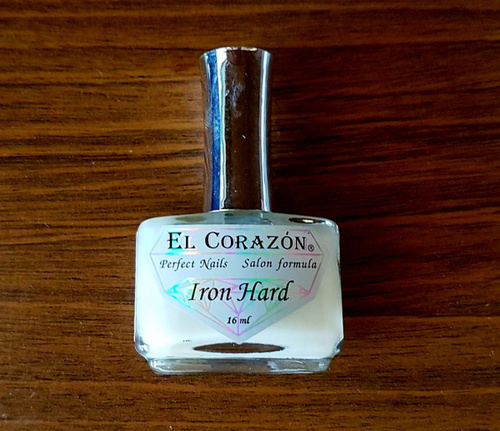 EL CORAZÓN®
Perfect Nails Salon formula
Iron Hard
16 ml